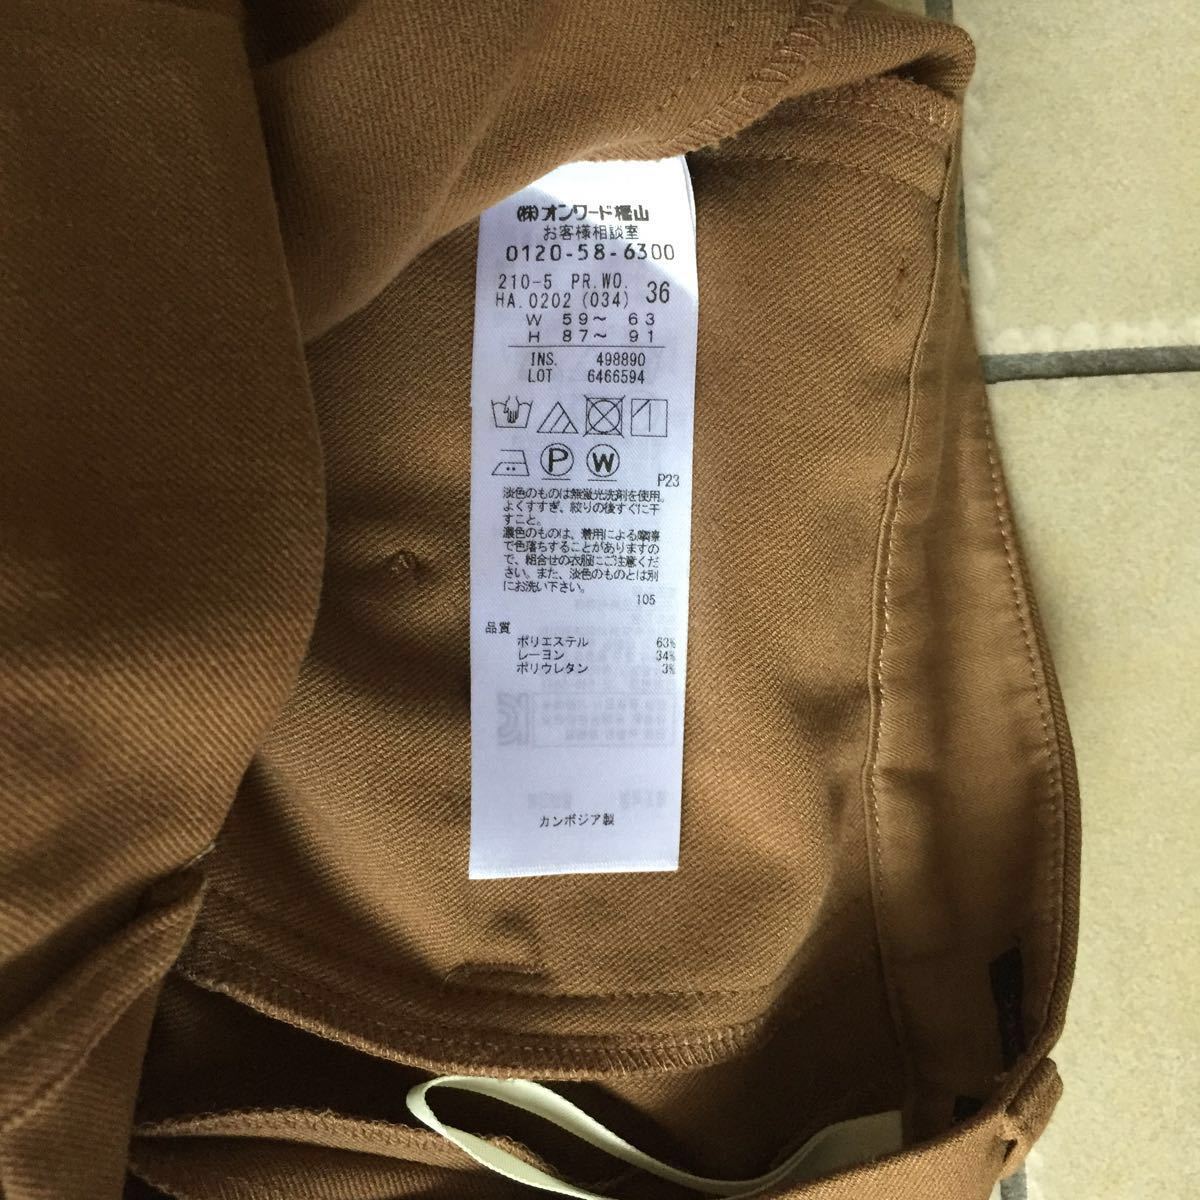 (株)オンワード樫山
お客様相談室
0120-58-6300
210-5 PR.WO.
HA.0202(034) 36
W 59～ 63
H 87～ 91
INS. 498890
LOT 6466594
P
W
P23
淡色のものは無蛍光洗剤を使用。
よくすすぎ、絞りの後すぐに干
すこと。
濃色のものは、着用による摩擦
で色落ちすることがありますの
で、組合せの衣服にご注意くだ
さい。また、淡色のものとは別
にお洗い下さい。
105
品質
ポリエステル 63%
レーヨン 34%
ポリウレタン 3%
カンボジア製